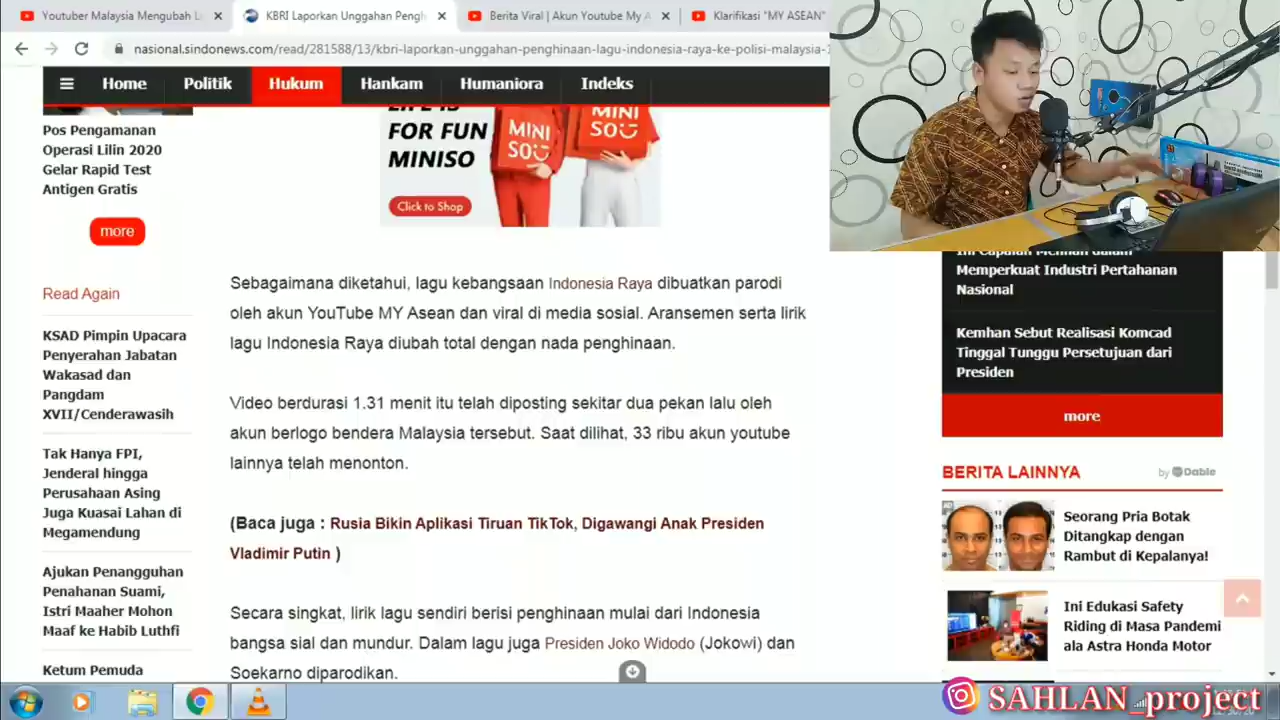 Youtuber Malaysia Mengubah L
KBRI Laporkan Unggahan Pengh
Berita Viral | Akun Youtube My A
Klarifikasi "MY ASEAN"
nasional.sindonews.com/read/281588/13/kbri-laporkan-unggahan-penghinaan-lagu-indonesia-raya-ke-polisi-malaysia-1
Home
Politik
Hukum
Hankam
Humaniora
Indeks
Pos Pengamanan
Operasi Lilin 2020
Gelar Rapid Test
Antigen Gratis
more
Read Again
KSAD Pimpin Upacara
Penyerahan Jabatan
Wakasad dan
Pangdam
XVII/Cenderawasih
Tak Hanya FPI,
Jenderal hingga
Perusahaan Asing
Juga Kuasai Lahan di
Megamendung
Ajukan Penangguhan
Penahanan Suami,
Istri Maaher Mohon
Maaf ke Habib Luthfi
Ketum Pemuda
LIFE IS
FOR FUN
MINISO
Click to Shop
MINI
SO
MINI
SO
Sebagaimana diketahui, lagu kebangsaan Indonesia Raya dibuatkan parodi
oleh akun YouTube MY Asean dan viral di media sosial. Aransemen serta lirik
lagu Indonesia Raya diubah total dengan nada penghinaan.
Video berdurasi 1.31 menit itu telah diposting sekitar dua pekan lalu oleh
akun berlogo bendera Malaysia tersebut. Saat dilihat, 33 ribu akun youtube
lainnya telah menonton.
(Baca juga : Rusia Bikin Aplikasi Tiruan TikTok, Digawangi Anak Presiden
Vladimir Putin )
Secara singkat, lirik lagu sendiri berisi penghinaan mulai dari Indonesia
bangsa sial dan mundur. Dalam lagu juga Presiden Joko Widodo (Jokowi) dan
Soekarno diparodikan.
Memperkuat Industri Pertahanan
Nasional
Kemhan Sebut Realisasi Komcad
Tinggal Tunggu Persetujuan dari
Presiden
more
BERITA LAINNYA
by Dable
AD
Seorang Pria Botak
Ditangkap dengan
Rambut di Kepalanya!
Ini Edukasi Safety
Riding di Masa Pandemi
ala Astra Honda Motor
SAHLAN_project